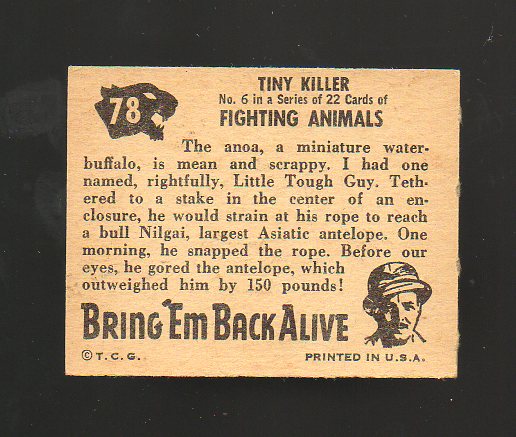 78
TINY KILLER
No. 6 in a Series of 22 Cards of
FIGHTING ANIMALS
The anoa, a miniature water-
buffalo, is mean and scrappy. I had one
named, rightfully, Little Tough Guy. Teth-
ered to a stake in the center of an en-
closure, he would strain at his rope to reach
a bull Nilgai, largest Asiatic antelope. One
morning, he snapped the rope. Before our
eyes, he gored the antelope, which
outweighed him by 150 pounds!
BRING 'EM BACK ALIVE
© T.C.G.
PRINTED IN U.S.A.